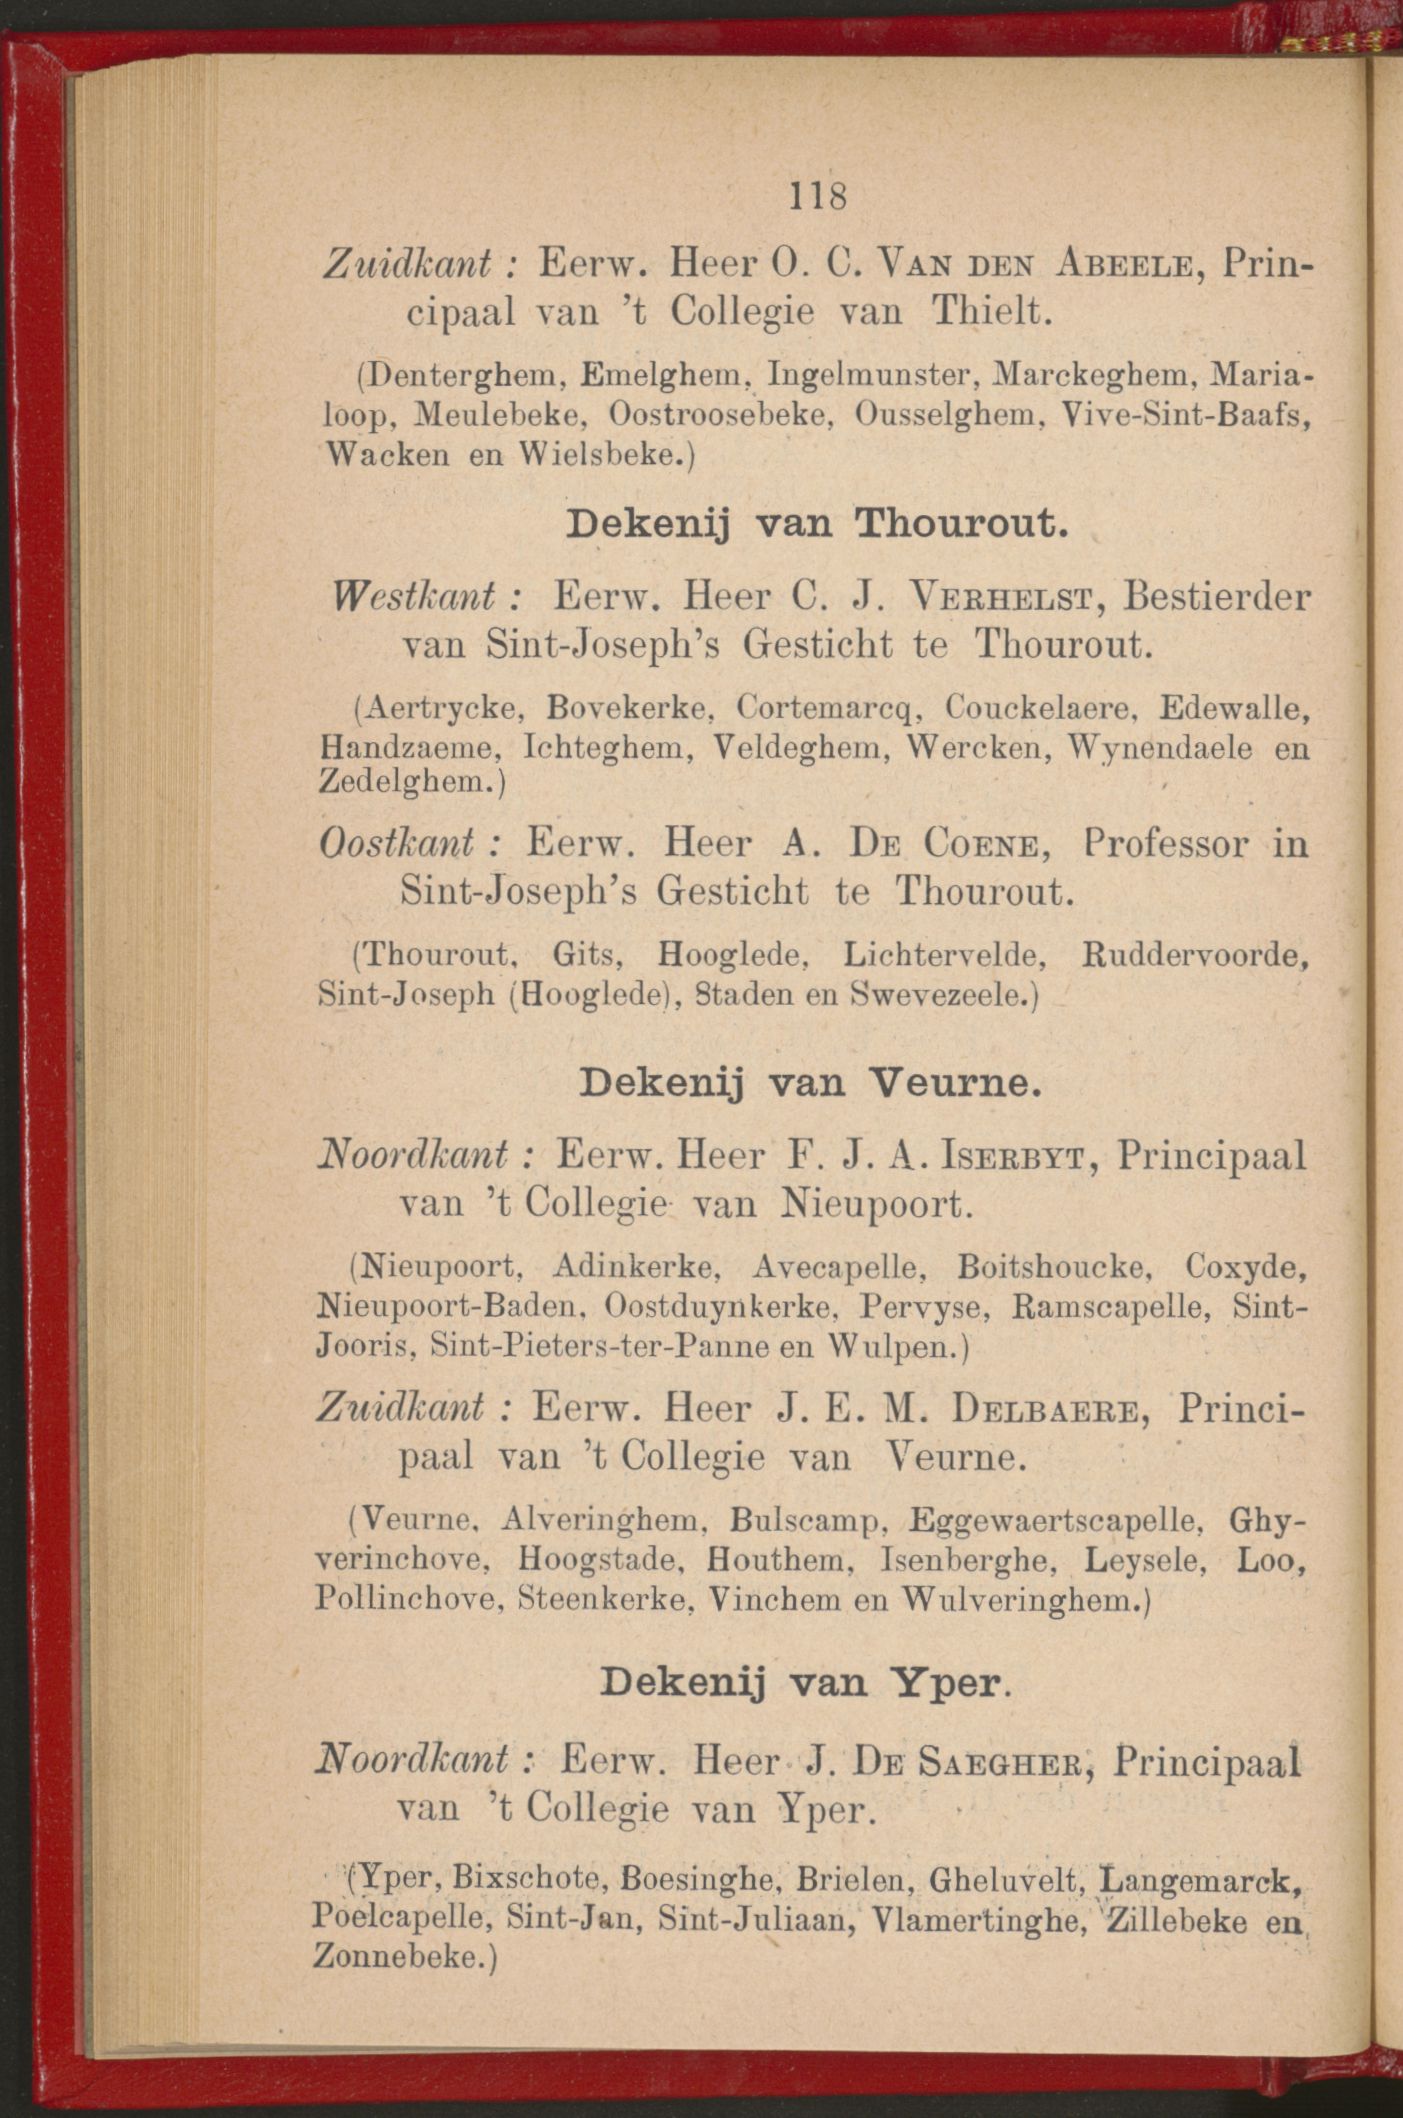 118
Zuidkant : Eerw. Heer O. C. VAN DEN ABEELE, Prin-
cipaal van 't Collegie van Thielt.
(Denterghem, Emelghem, Ingelmunster, Marckeghem, Maria-
loop, Meulebeke, Oostroosebeke, Ousselghem, Vive-Sint-Baafs,
Wacken en Wielsbeke.)
Dekenij van Thourout.
Westkant : Eerw. Heer C. J. VERHELST, Bestierder
van Sint-Joseph's Gesticht te Thourout.
(Aertrycke, Bovekerke, Cortemarcq, Couckelaere, Edewalle,
Handzaeme, Ichteghem, Veldeghem, Wercken, Wynendaele en
Zedelghem.)
Oostkant : Eerw. Heer A. DE COENE, Professor in
Sint-Joseph's Gesticht te Thourout.
(Thourout, Gits, Hooglede, Lichtervelde, Ruddervoorde,
Sint-Joseph (Hooglede), Staden en Swevezeele.)
Dekenij van Veurne.
Noordkant : Eerw. Heer F. J. A. ISERBYT, Principaal
van 't Collegie van Nieupoort.
(Nieupoort, Adinkerke, Avecapelle, Boitshoucke, Coxyde,
Nieupoort-Baden, Oostduynkerke, Pervyse, Ramscapelle, Sint-
Jooris, Sint-Pieters-ter-Panne en Wulpen.)
Zuidkant : Eerw. Heer J. E. M. DELBAERE, Princi-
paal van 't Collegie van Veurne.
(Veurne, Alveringhem, Bulscamp, Eggewaertscapelle, Ghy-
verinchove, Hoogstade, Houthem, Isenberghe, Leysele, Loo,
Pollinchove, Steenkerke, Vinchem en Wulveringhem.)
Dekenij van Yper.
Noordkant : Eerw. Heer J. DE SAEGHER, Principaal
van 't Collegie van Yper.
(Yper, Bixschote, Boesinghe, Brielen, Gheluvelt, Langemarck,
Poelcapelle, Sint-Jan, Sint-Juliaan, Vlamertinghe, Zillebeke en
Zonnebeke.)